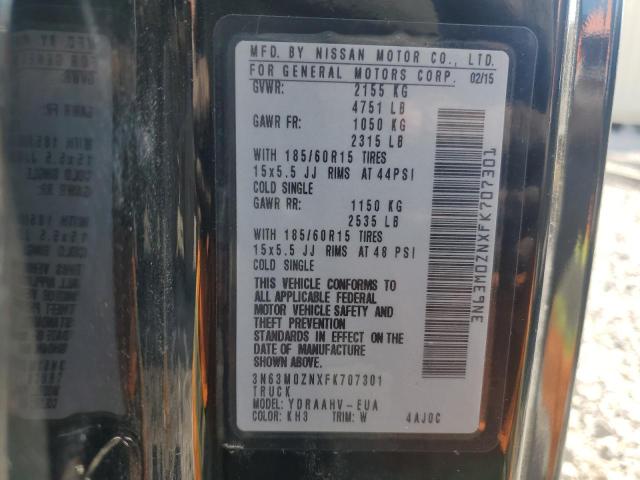 MFD. BY NISSAN MOTOR CO., LTD.
FOR GENERAL MOTORS CORP. 02/15
GVWR: 2155 KG
4751 LB
GAWR FR: 1050 KG
2315 LB
WITH 185/60R15 TIRES
15x5.5 JJ RIMS AT 44PSI
COLD SINGLE
GAWR RR: 1150 KG
2535 LB
WITH 185/60R15 TIRES
15x5.5 JJ RIMS AT 48 PSI
COLD SINGLE
THIS VEHICLE CONFORMS TO
ALL APPLICABLE FEDERAL
MOTOR VEHICLE SAFETY AND
THEFT PREVENTION
STANDARDS IN EFFECT ON THE
DATE OF MANUFACTURE
SHOWN ABOVE.
3N63M0ZNXFK707301
TRUCK
MODEL: YDRAAHV-EUA
COLOR: KH3 TRIM: W 4AJ0C
3N63M0ZNXFK707301